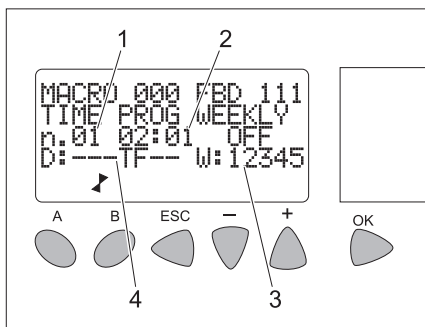 1 2
MACRO 000 FBD 111
TIME PROG WEEKLY
n.01 02:01 OFF
D:---TF-- W:12345
A B ESC − + OK
4 3